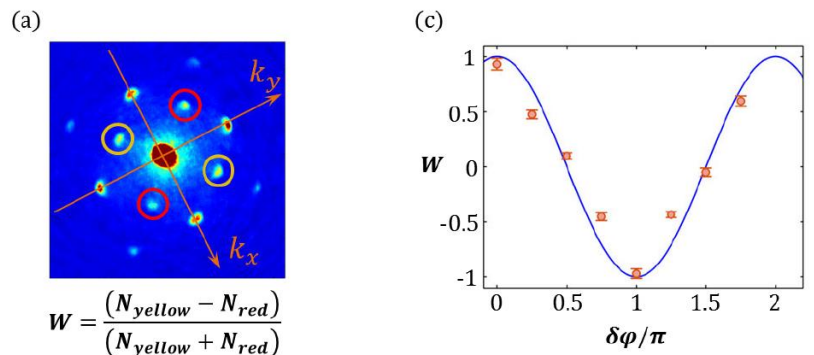 (a)
k_y
k_x
W = (N_yellow − N_red) / (N_yellow + N_red)
(c)
1
0.5
0
-0.5
-1
W
0 0.5 1 1.5 2
δφ/π